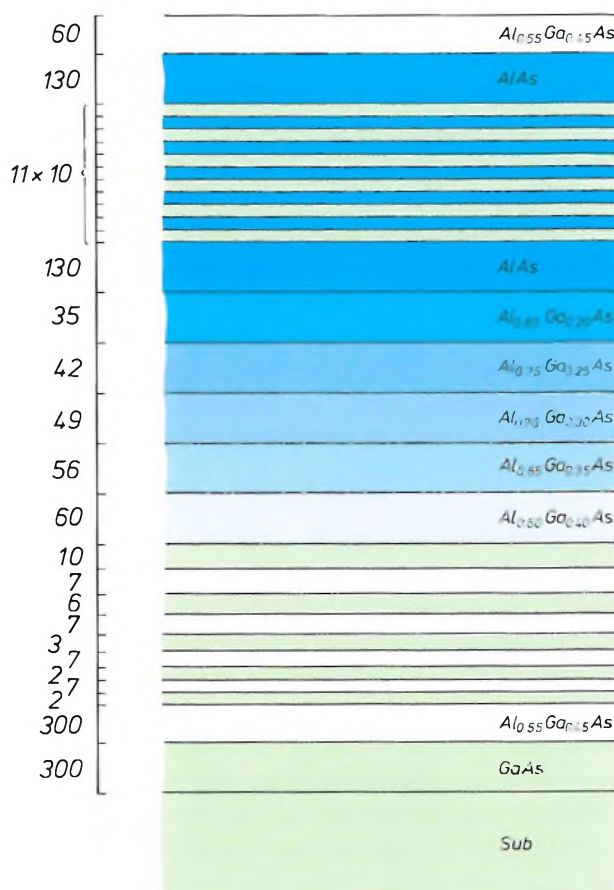 60 Al0.55Ga0.45As
130 AlAs
11×10
130 AlAs
35 Al0.80Ga0.20As
42 Al0.75Ga0.25As
49 Al0.70Ga0.30As
56 Al0.65Ga0.35As
60 Al0.60Ga0.40As
10
7
6
7
3
7
2
7
2
300 Al0.55Ga0.45As
300 GaAs
Sub